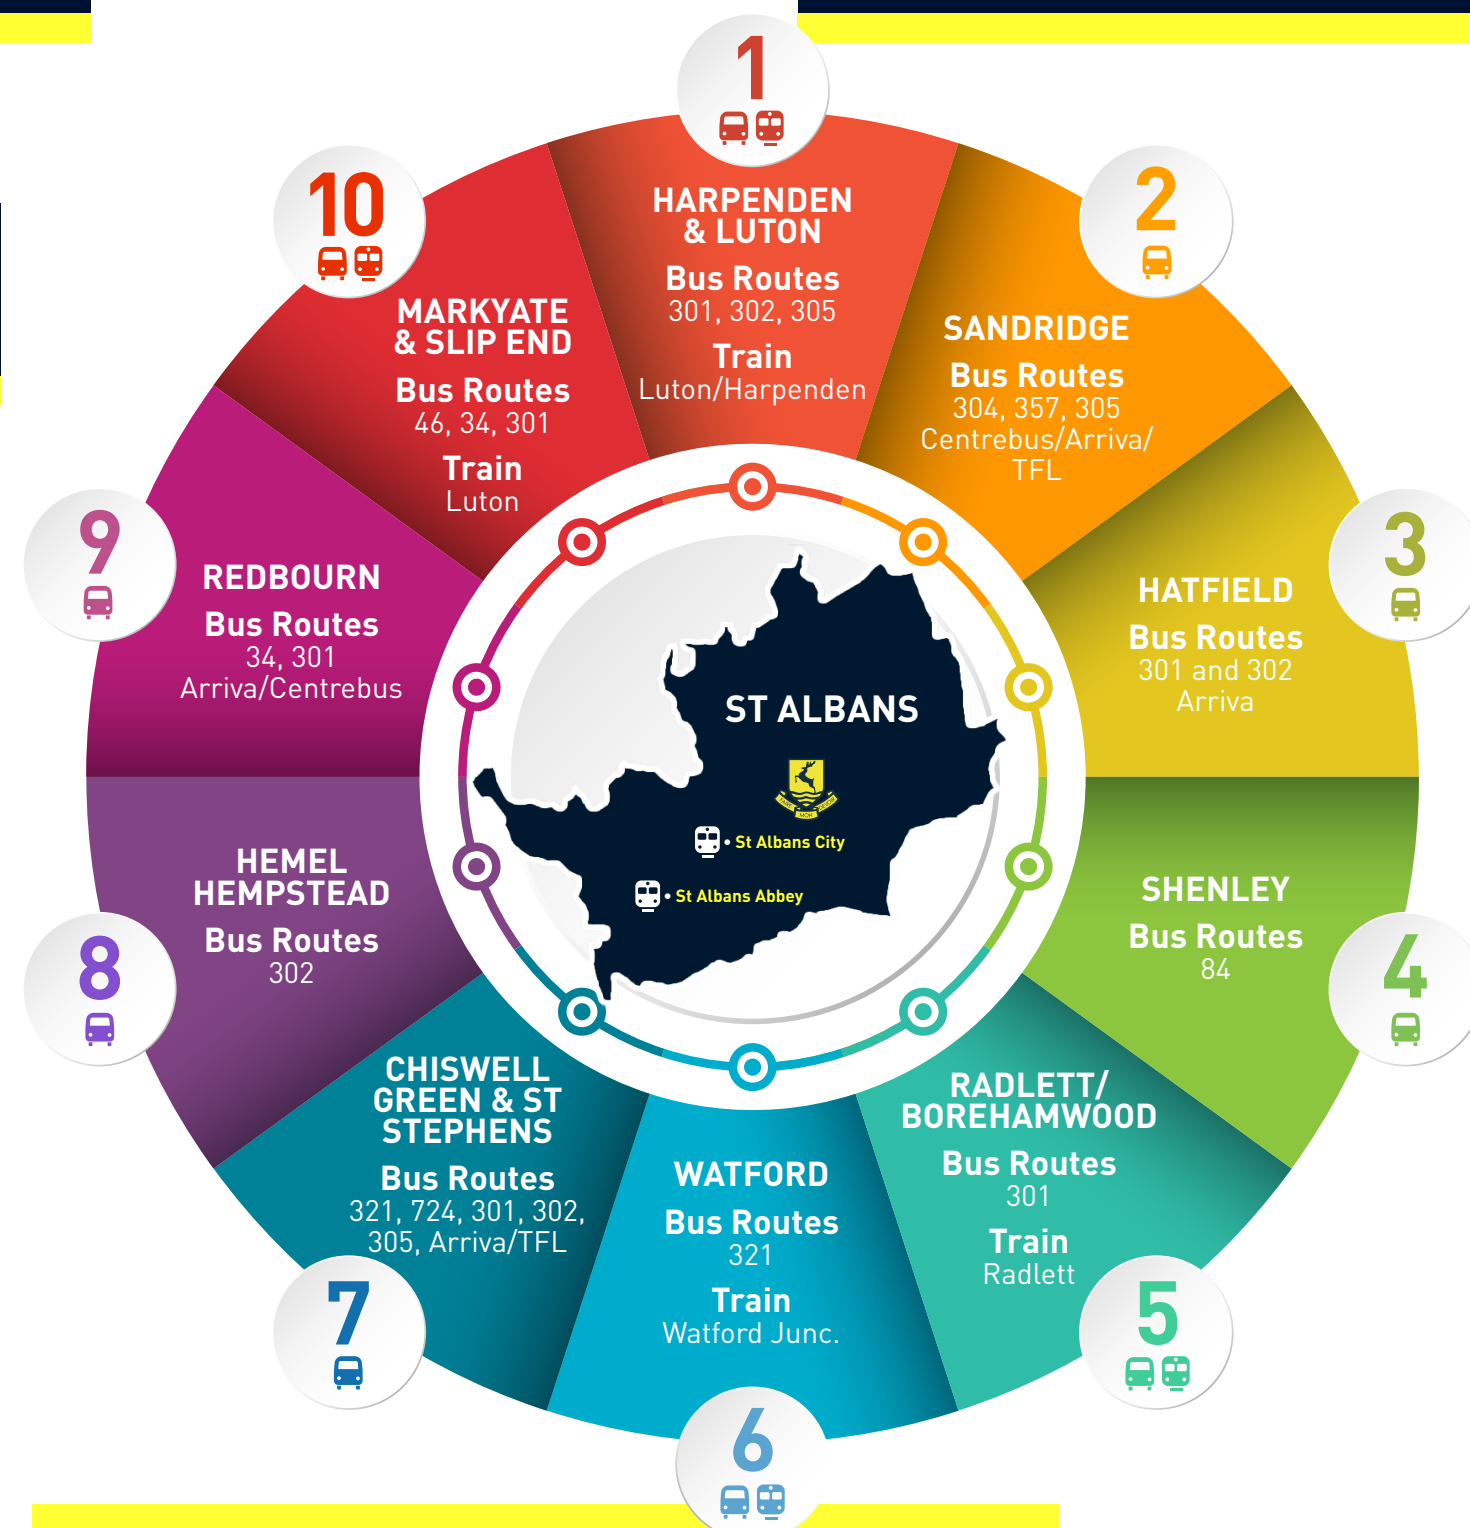 1
HARPENDEN
& LUTON
Bus Routes
301, 302, 305
Train
Luton/Harpenden
2
SANDRIDGE
Bus Routes
304, 357, 305
Centrebus/Arriva/
TFL
3
HATFIELD
Bus Routes
301 and 302
Arriva
4
SHENLEY
Bus Routes
84
5
RADLETT/
BOREHAMWOOD
Bus Routes
301
Train
Radlett
6
WATFORD
Bus Routes
321
Train
Watford Junc.
7
CHISWELL
GREEN & ST
STEPHENS
Bus Routes
321, 724, 301, 302,
305, Arriva/TFL
8
HEMEL
HEMPSTEAD
Bus Routes
302
9
REDBOURN
Bus Routes
34, 301
Arriva/Centrebus
10
MARKYATE
& SLIP END
Bus Routes
46, 34, 301
Train
Luton
ST ALBANS
• St Albans City
• St Albans Abbey